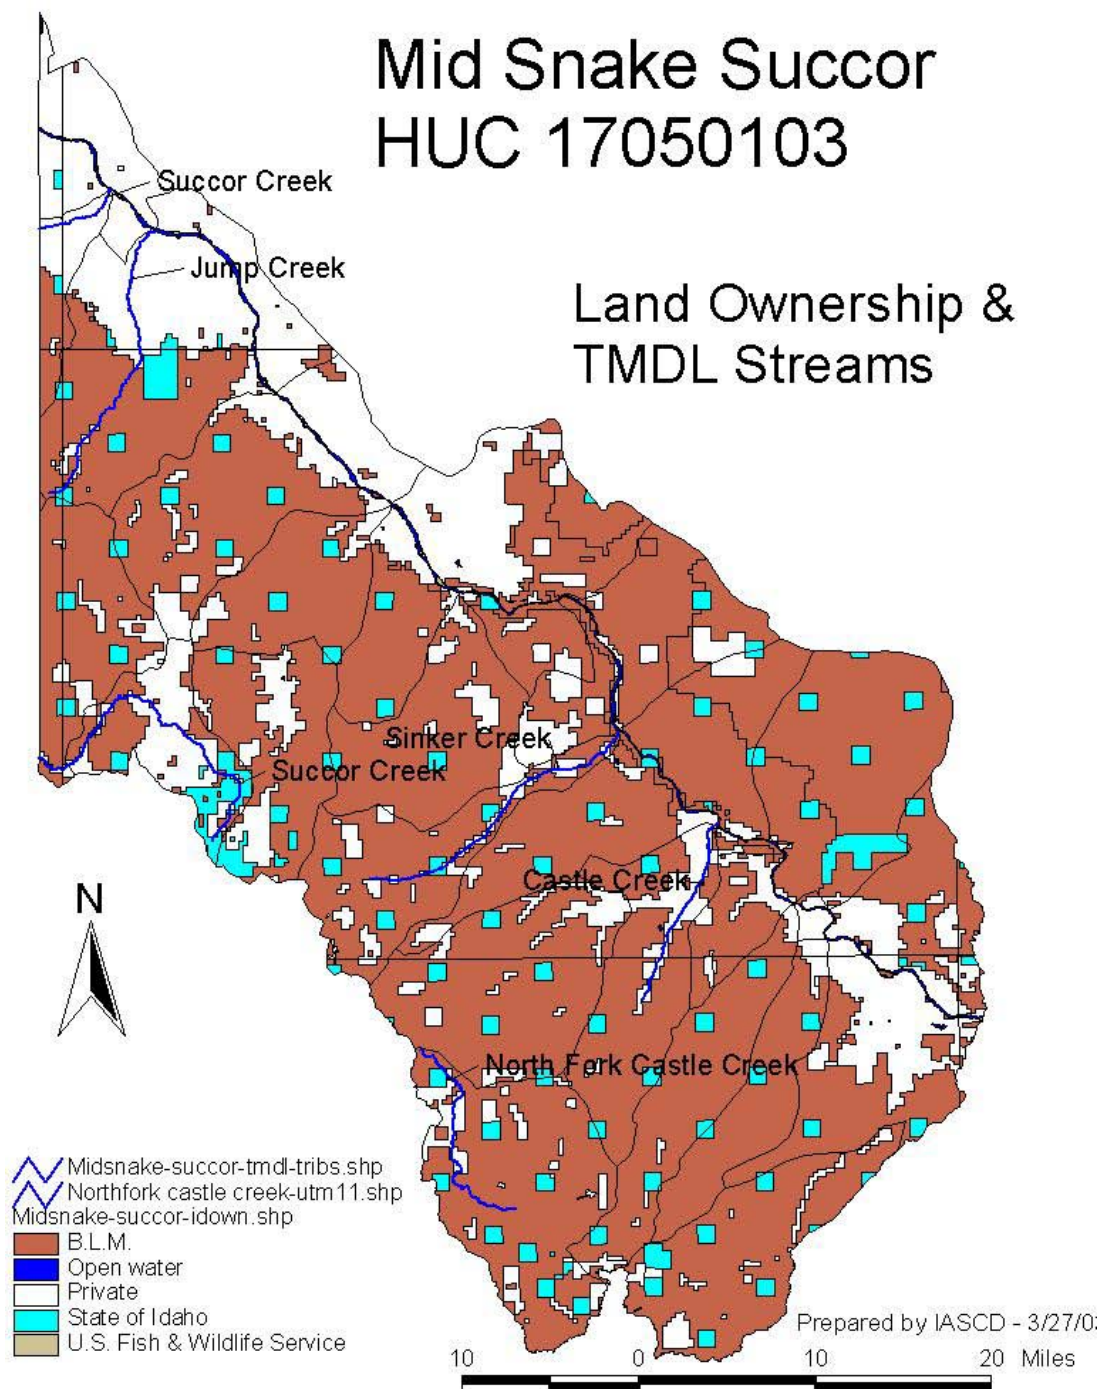 Mid Snake Succor
HUC 17050103
Succor Creek
Jump Creek
Land Ownership &
TMDL Streams
Sinker Creek
Succor Creek
Castle Creek
N
North Fork Castle Creek
Midsnake-succor-tmdl-tribs.shp
Northfork castle creek-utm11.shp
Midsnake-succor-idown.shp
B.L.M.
Open water
Private
State of Idaho
U.S. Fish & Wildlife Service
Prepared by IASCD - 3/27/03
10 0 10 20 Miles